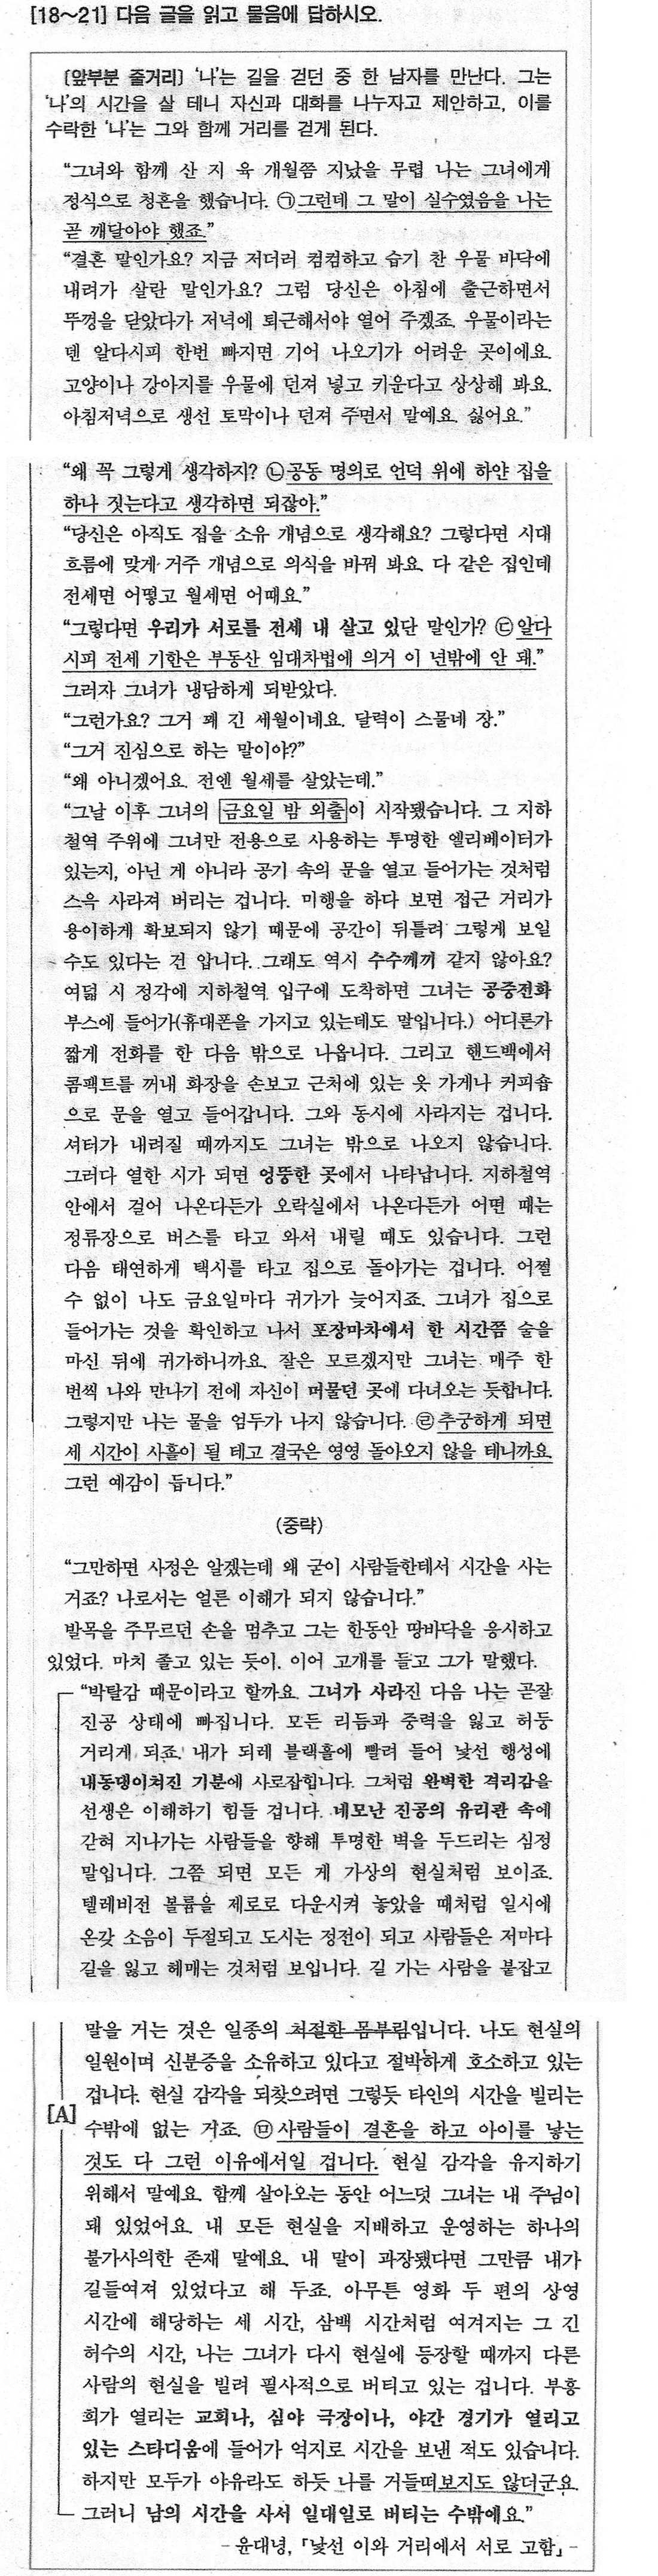 [18~21] 다음 글을 읽고 물음에 답하시오.
(앞부분 줄거리) ‘나’는 길을 걷던 중 한 남자를 만난다. 그는
‘나’의 시간을 살 테니 자신과 대화를 나누자고 제안하고, 이를
수락한 ‘나’는 그와 함께 거리를 걷게 된다.
“그녀와 함께 산 지 육 개월쯤 지났을 무렵 나는 그녀에게
정식으로 청혼을 했습니다. ㉠그런데 그 말이 실수였음을 나는
곧 깨달아야 했죠.”
“결혼 말인가요? 지금 저더러 컴컴하고 습기 찬 우물 바닥에
내려가 살란 말인가요? 그럼 당신은 아침에 출근하면서
뚜껑을 닫았다가 저녁에 퇴근해서야 열어 주겠죠. 우물이라는
덴 알다시피 한번 빠지면 기어 나오기가 어려운 곳이에요.
고양이나 강아지를 우물에 던져 넣고 키운다고 상상해 봐요.
아침저녁으로 생선 토막이나 던져 주면서 말예요. 싫어요.”
“왜 꼭 그렇게 생각하지? ㉡공동 명의로 언덕 위에 하얀 집을
하나 짓는다고 생각하면 되잖아.”
“당신은 아직도 집을 소유 개념으로 생각해요? 그렇다면 시대
흐름에 맞게 거주 개념으로 의식을 바꿔 봐요. 다 같은 집인데
전세면 어떻고 월세면 어때요.”
“그렇다면 우리가 서로를 전세 내 살고 있단 말인가? ㉢알다
시피 전세 기한은 부동산 임대차법에 의거 이 년밖에 안 돼.”
그러자 그녀가 냉담하게 되받았다.
“그런가요? 그거 꽤 긴 세월이네요. 달력이 스물네 장.”
“그거 진심으로 하는 말이야?”
“왜 아니겠어요. 전엔 월세를 살았는데.”
“그날 이후 그녀의 금요일 밤 외출이 시작됐습니다. 그 지하
철역 주위에 그녀만 전용으로 사용하는 투명한 엘리베이터가
있는지, 아닌 게 아니라 공기 속의 문을 열고 들어가는 것처럼
스윽 사라져 버리는 겁니다. 미행을 하다 보면 접근 거리가
용이하게 확보되지 않기 때문에 공간이 뒤틀려 그렇게 보일
수도 있다는 건 압니다. 그래도 역시 수수께끼 같지 않아요?
여덟 시 정각에 지하철역 입구에 도착하면 그녀는 공중전화
부스에 들어가(휴대폰을 가지고 있는데도 말입니다.) 어디론가
짧게 전화를 한 다음 밖으로 나옵니다. 그리고 핸드백에서
콤팩트를 꺼내 화장을 손보고 근처에 있는 옷 가게나 커피숍
으로 문을 열고 들어갑니다. 그와 동시에 사라지는 겁니다.
셔터가 내려질 때까지도 그녀는 밖으로 나오지 않습니다.
그러다 열한 시가 되면 엉뚱한 곳에서 나타납니다. 지하철역
안에서 걸어 나온다든가 오락실에서 나온다든가 어떤 때는
정류장으로 버스를 타고 와서 내릴 때도 있습니다. 그런
다음 태연하게 택시를 타고 집으로 돌아가는 겁니다. 어쩔
수 없이 나도 금요일마다 귀가가 늦어지죠. 그녀가 집으로
들어가는 것을 확인하고 나서 포장마차에서 한 시간쯤 술을
마신 뒤에 귀가하니까요. 잘은 모르겠지만 그녀는 매주 한
번씩 나와 만나기 전에 자신이 머물던 곳에 다녀오는 듯합니다.
그렇지만 나는 물을 엄두가 나지 않습니다. ㉣추궁하게 되면
세 시간이 사흘이 될 테고 결국은 영영 돌아오지 않을 테니까요.
그런 예감이 듭니다.”
(중략)
“그만하면 사정은 알겠는데 왜 굳이 사람들한테서 시간을 사는
거죠? 나로서는 얼른 이해가 되지 않습니다.”
발목을 주무르던 손을 멈추고 그는 한동안 땅바닥을 응시하고
있었다. 마치 졸고 있는 듯이. 이어 고개를 들고 그가 말했다.
“박탈감 때문이라고 할까요. 그녀가 사라진 다음 나는 곧잘
진공 상태에 빠집니다. 모든 리듬과 중력을 잃고 허둥
거리게 되죠. 내가 되레 블랙홀에 빨려 들어 낯선 행성에
내동댕이쳐진 기분에 사로잡힙니다. 그처럼 완벽한 격리감을
선생은 이해하기 힘들 겁니다. 네모난 진공의 유리관 속에
갇혀 지나가는 사람들을 향해 투명한 벽을 두드리는 심정
말입니다. 그쯤 되면 모든 게 가상의 현실처럼 보이죠.
텔레비전 볼륨을 제로로 다운시켜 놓았을 때처럼 일시에
온갖 소음이 두절되고 도시는 정전이 되고 사람들은 저마다
길을 잃고 헤매는 것처럼 보입니다. 길 가는 사람을 붙잡고
말을 거는 것은 일종의 처절한 몸부림입니다. 나도 현실의
일원이며 신분증을 소유하고 있다고 절박하게 호소하고 있는
겁니다. 현실 감각을 되찾으려면 그렇듯 타인의 시간을 빌리는
[A]
수밖에 없는 거죠. ㉤사람들이 결혼을 하고 아이를 낳는
것도 다 그런 이유에서일 겁니다. 현실 감각을 유지하기
위해서 말예요. 함께 살아오는 동안 어느덧 그녀는 내 주님이
돼 있었어요. 내 모든 현실을 지배하고 운영하는 하나의
불가사의한 존재 말예요. 내 말이 과장됐다면 그만큼 내가
길들여져 있었다고 해 두죠. 아무튼 영화 두 편의 상영
시간에 해당하는 세 시간, 삼백 시간처럼 여겨지는 그 긴
허수의 시간, 나는 그녀가 다시 현실에 등장할 때까지 다른
사람의 현실을 빌려 필사적으로 버티고 있는 겁니다. 부흥
회가 열리는 교회나, 심야 극장이나, 야간 경기가 열리고
있는 스타디움에 들어가 억지로 시간을 보낸 적도 있습니다.
하지만 모두가 야유라도 하듯 나를 거들떠보지도 않더군요.
그러니 남의 시간을 사서 일대일로 버티는 수밖에요.”
- 윤대녕, 「낯선 이와 거리에서 서로 고함」 -